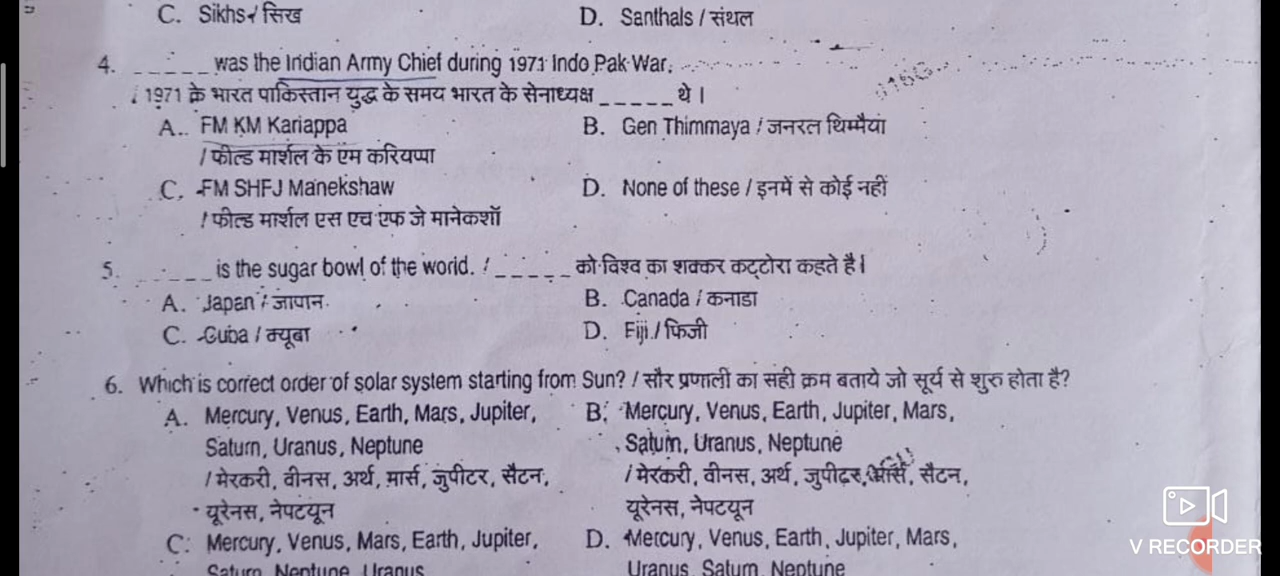 C. Sikhs / सिख D. Santhals / संथल
4. _____ was the Indian Army Chief during 1971 Indo Pak War.
/ 1971 के भारत पाकिस्तान युद्ध के समय भारत के सेनाध्यक्ष _____ थे।
A. FM KM Kariappa B. Gen Thimmaya / जनरल थिम्मैया
/ फील्ड मार्शल के एम करियप्पा
C. FM SHFJ Manekshaw D. None of these / इनमें से कोई नहीं
/ फील्ड मार्शल एस एच एफ जे मानेकशॉ
5. _____ is the sugar bowl of the world. / _____ को विश्व का शक्कर कट्टोरा कहते है।
A. Japan / जापान B. Canada / कनाडा
C. Cuba / क्यूबा D. Fiji / फिजी
6. Which is correct order of solar system starting from Sun? / सौर प्रणाली का सही क्रम बताये जो सूर्य से शुरु होता है?
A. Mercury, Venus, Earth, Mars, Jupiter, B. Mercury, Venus, Earth, Jupiter, Mars,
Saturn, Uranus, Neptune Saturn, Uranus, Neptune
/ मेरकरी, वीनस, अर्थ, मार्स, जुपीटर, सैटन, / मेरकरी, वीनस, अर्थ, जुपीटर, मार्स, सैटन,
यूरेनस, नेपटयून यूरेनस, नेपटयून
C. Mercury, Venus, Mars, Earth, Jupiter, D. Mercury, Venus, Earth, Jupiter, Mars,
Saturn, Neptune, Uranus Uranus, Saturn, Neptune
V RECORDER